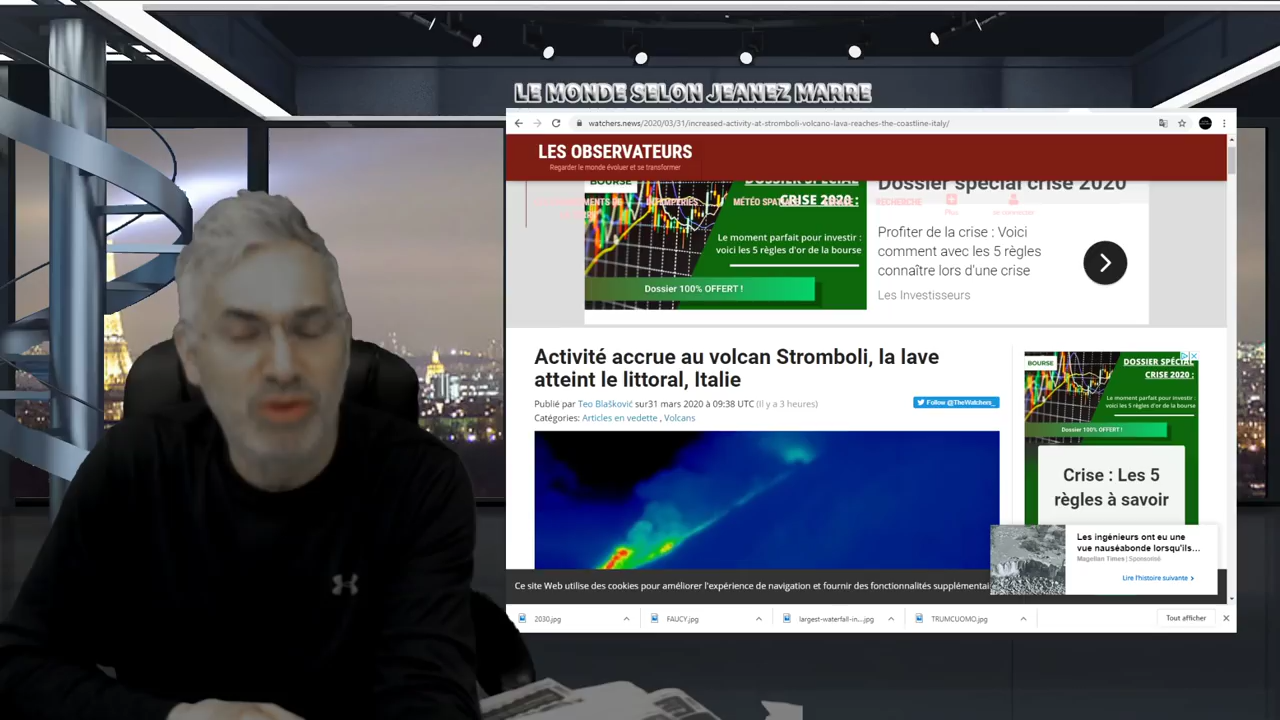 LE MONDE SELON JEANEZ MARRE
watchers.news/2020/03/31/increased-activity-at-stromboli-volcano-lava-reaches-the-coastline-italy/
LES OBSERVATEURS
Regarder le monde évoluer et se transformer
BOURSE
DOSSIER SPÉCIAL
CRISE 2020 :
MÉTÉO
RECHERCHE
Plus
Le moment parfait pour investir :
voici les 5 règles d'or de la bourse
Dossier 100% OFFERT !
Dossier spécial crise 2020
Profiter de la crise : Voici
comment avec les 5 règles
connaître lors d'une crise
Les Investisseurs
Activité accrue au volcan Stromboli, la lave
atteint le littoral, Italie
Publié par Teo Blašković sur31 mars 2020 à 09:38 UTC (Il y a 3 heures)
Follow @TheWatchers_
Catégories: Articles en vedette , Volcans
BOURSE
DOSSIER SPÉCIAL
CRISE 2020 :
Le moment parfait pour investir :
voici les 5 règles d'or de la bourse
Dossier 100% OFFERT !
Crise : Les 5
règles à savoir
Les ingénieurs ont eu une
vue nauséabonde lorsqu'ils...
Magellan Times | Sponsorisé
Lire l'histoire suivante >
Ce site Web utilise des cookies pour améliorer l'expérience de navigation et fournir des fonctionnalités supplémentai
2030.jpg
FAUCY.jpg
largest-waterfall-in....jpg
TRUMCUOMO.jpg
Tout afficher